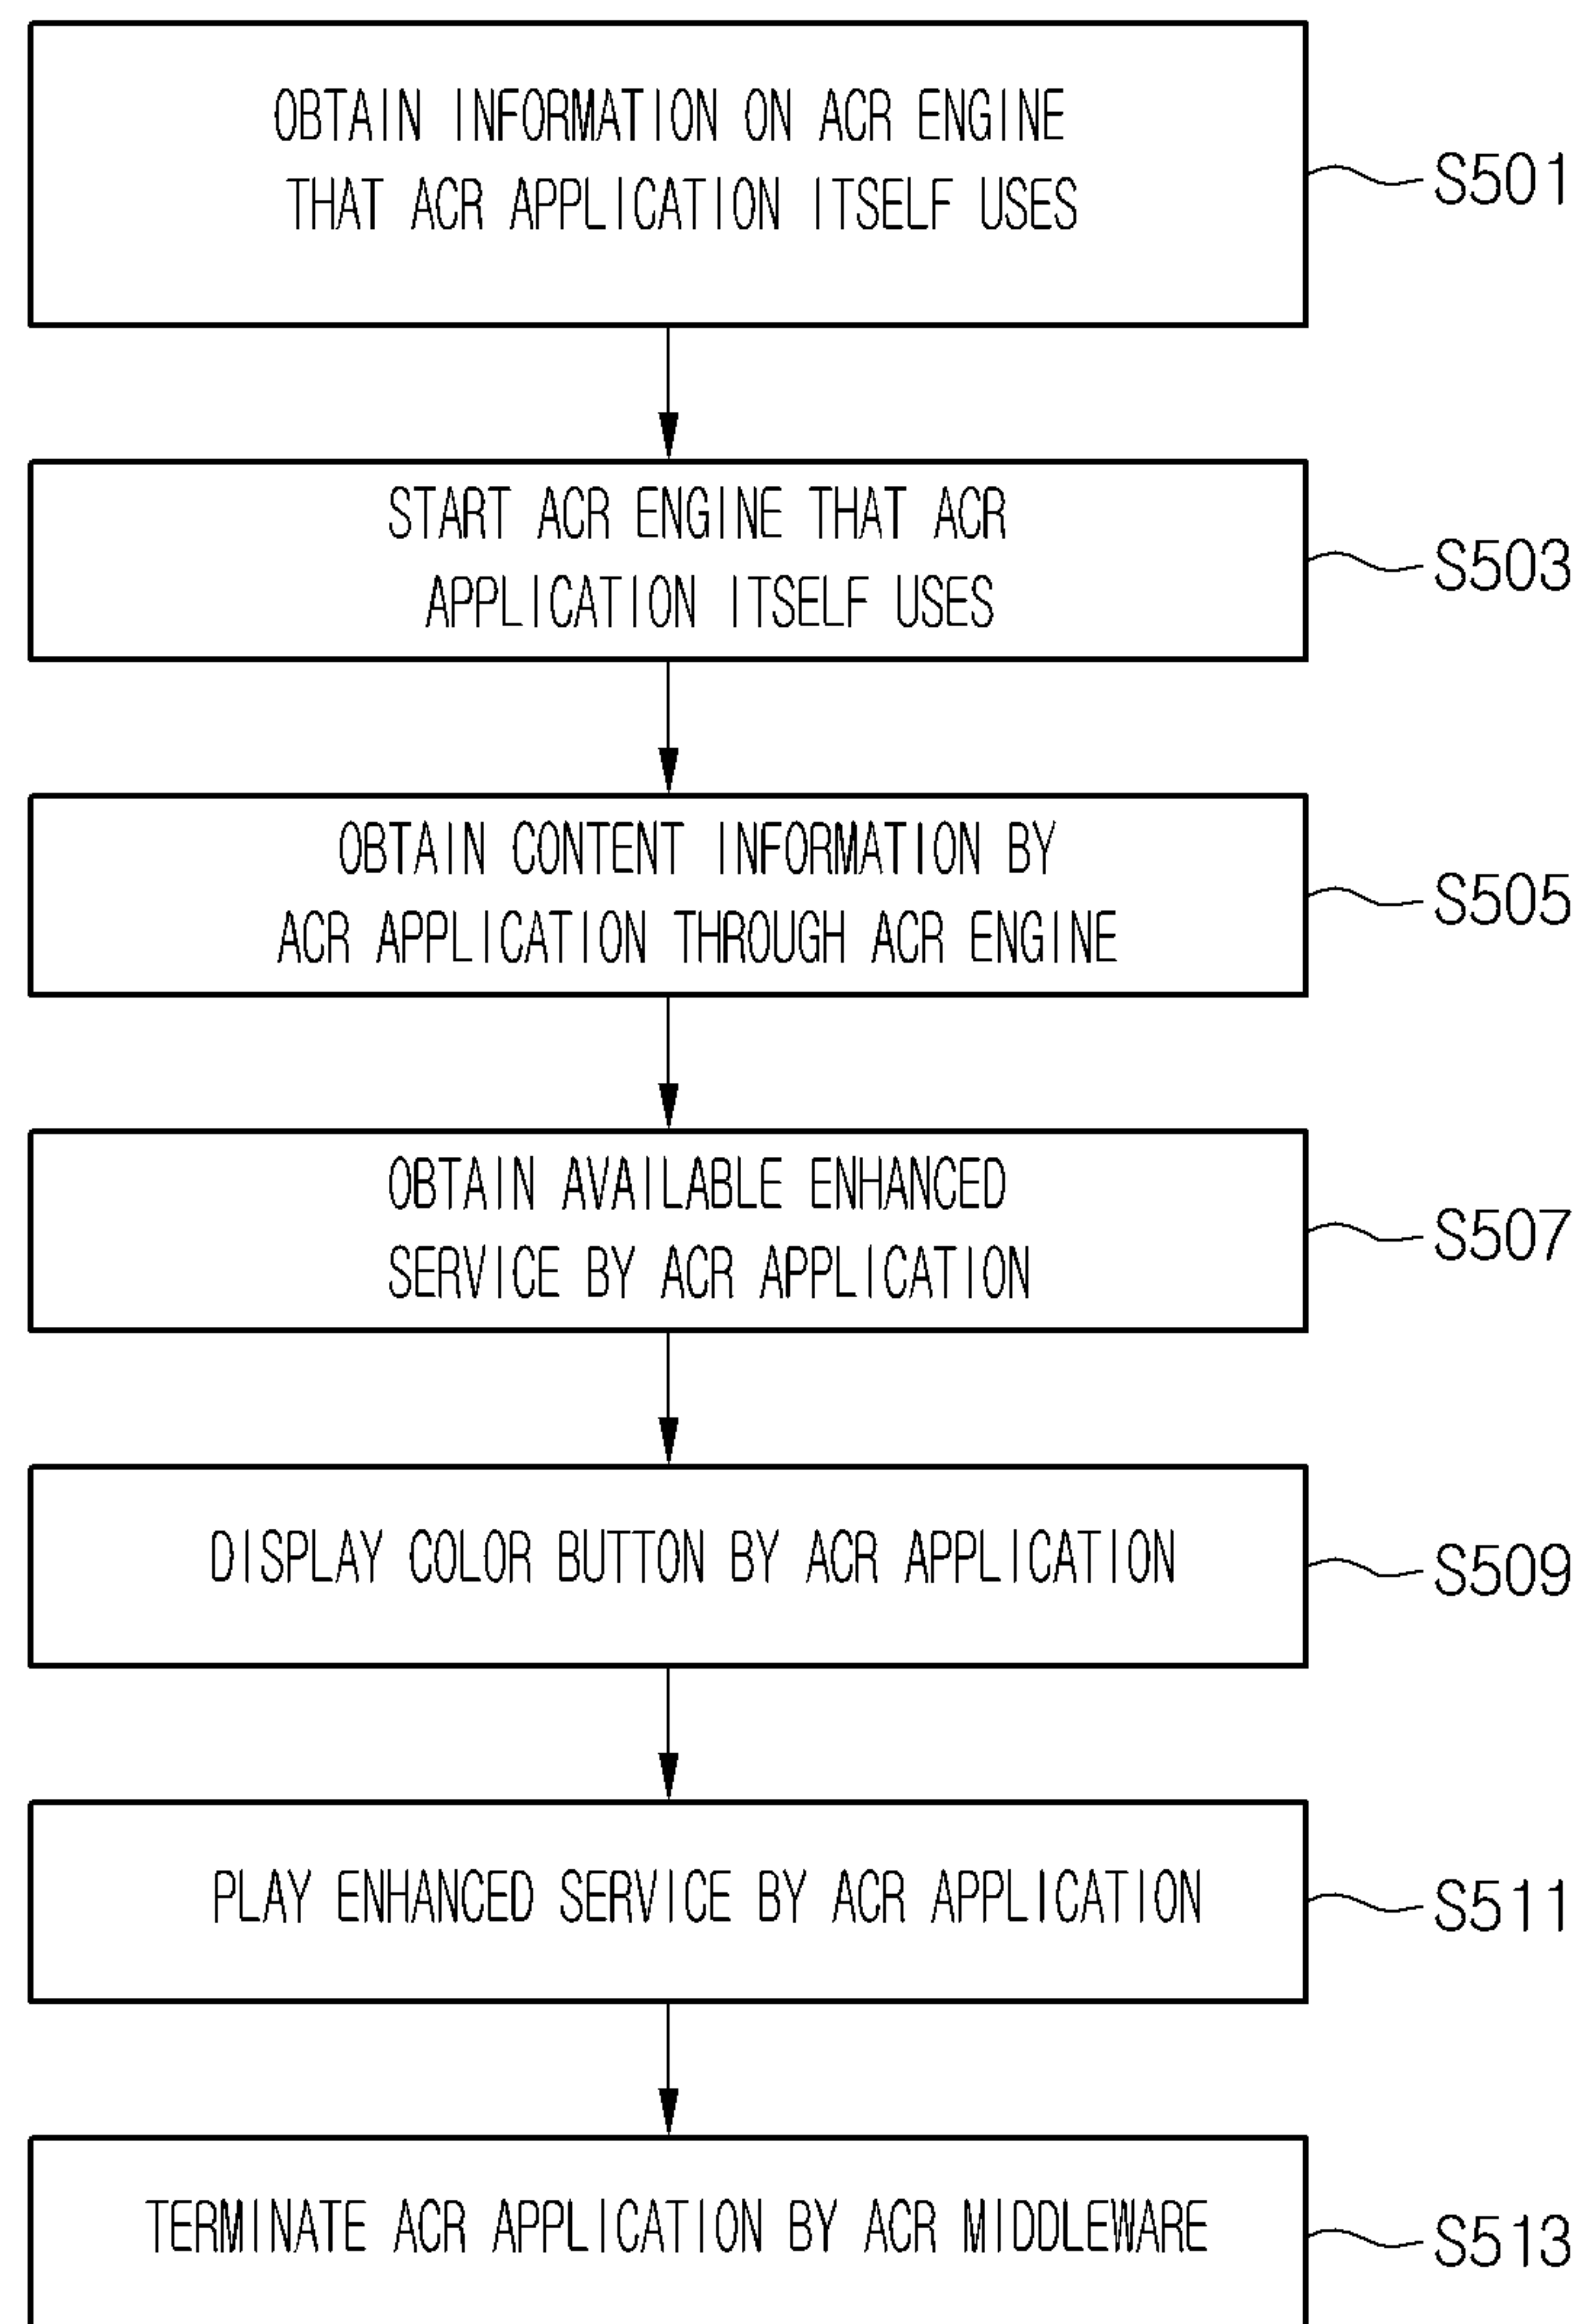 OBTAIN INFORMATION ON ACR ENGINE
THAT ACR APPLICATION ITSELF USES
S501
START ACR ENGINE THAT ACR
APPLICATION ITSELF USES
S503
OBTAIN CONTENT INFORMATION BY
ACR APPLICATION THROUGH ACR ENGINE
S505
OBTAIN AVAILABLE ENHANCED
SERVICE BY ACR APPLICATION
S507
DISPLAY COLOR BUTTON BY ACR APPLICATION
S509
PLAY ENHANCED SERVICE BY ACR APPLICATION
S511
TERMINATE ACR APPLICATION BY ACR MIDDLEWARE
S513